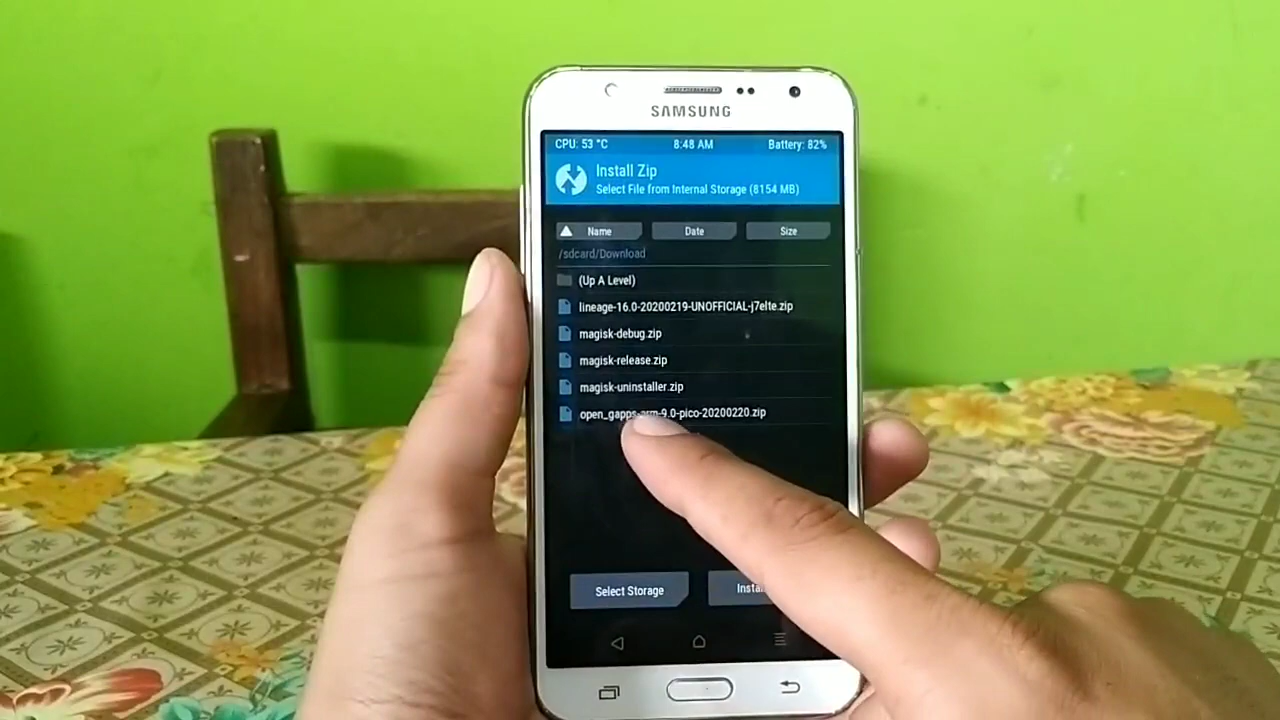 SAMSUNG
CPU: 53 °C 8:48 AM Battery: 82%
Install Zip
Select File from Internal Storage (8154 MB)
Name Date Size
/sdcard/Download
(Up A Level)
lineage-16.0-20200219-UNOFFICIAL-j7elte.zip
magisk-debug.zip
magisk-release.zip
magisk-uninstaller.zip
open_gapps-arm-9.0-pico-20200220.zip
Select Storage Instal